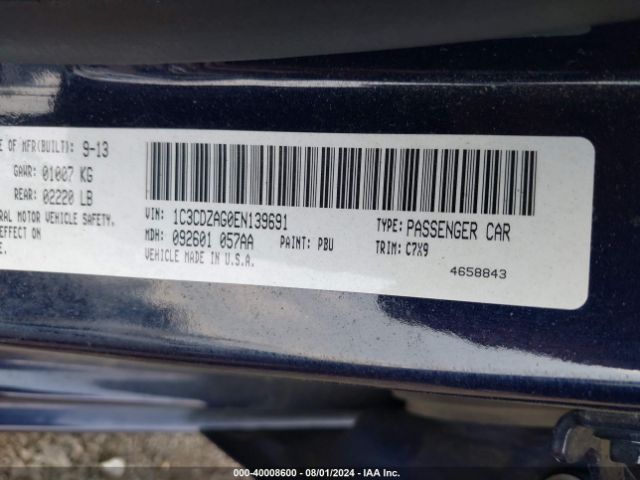 E OF MFR(BUILT): 9-13
GAWR: 01007 KG
REAR: 02220 LB
RAL MOTOR VEHICLE SAFETY,
EFFECT ON
E.
VIN: 1C3CDZAG0EN139691
TYPE: PASSENGER CAR
MDH: 092601 057AA
PAINT: PBU
TRIM: C7X9
VEHICLE MADE IN U.S.A.
4658843
000-40008600 - 08/01/2024 - IAA Inc.